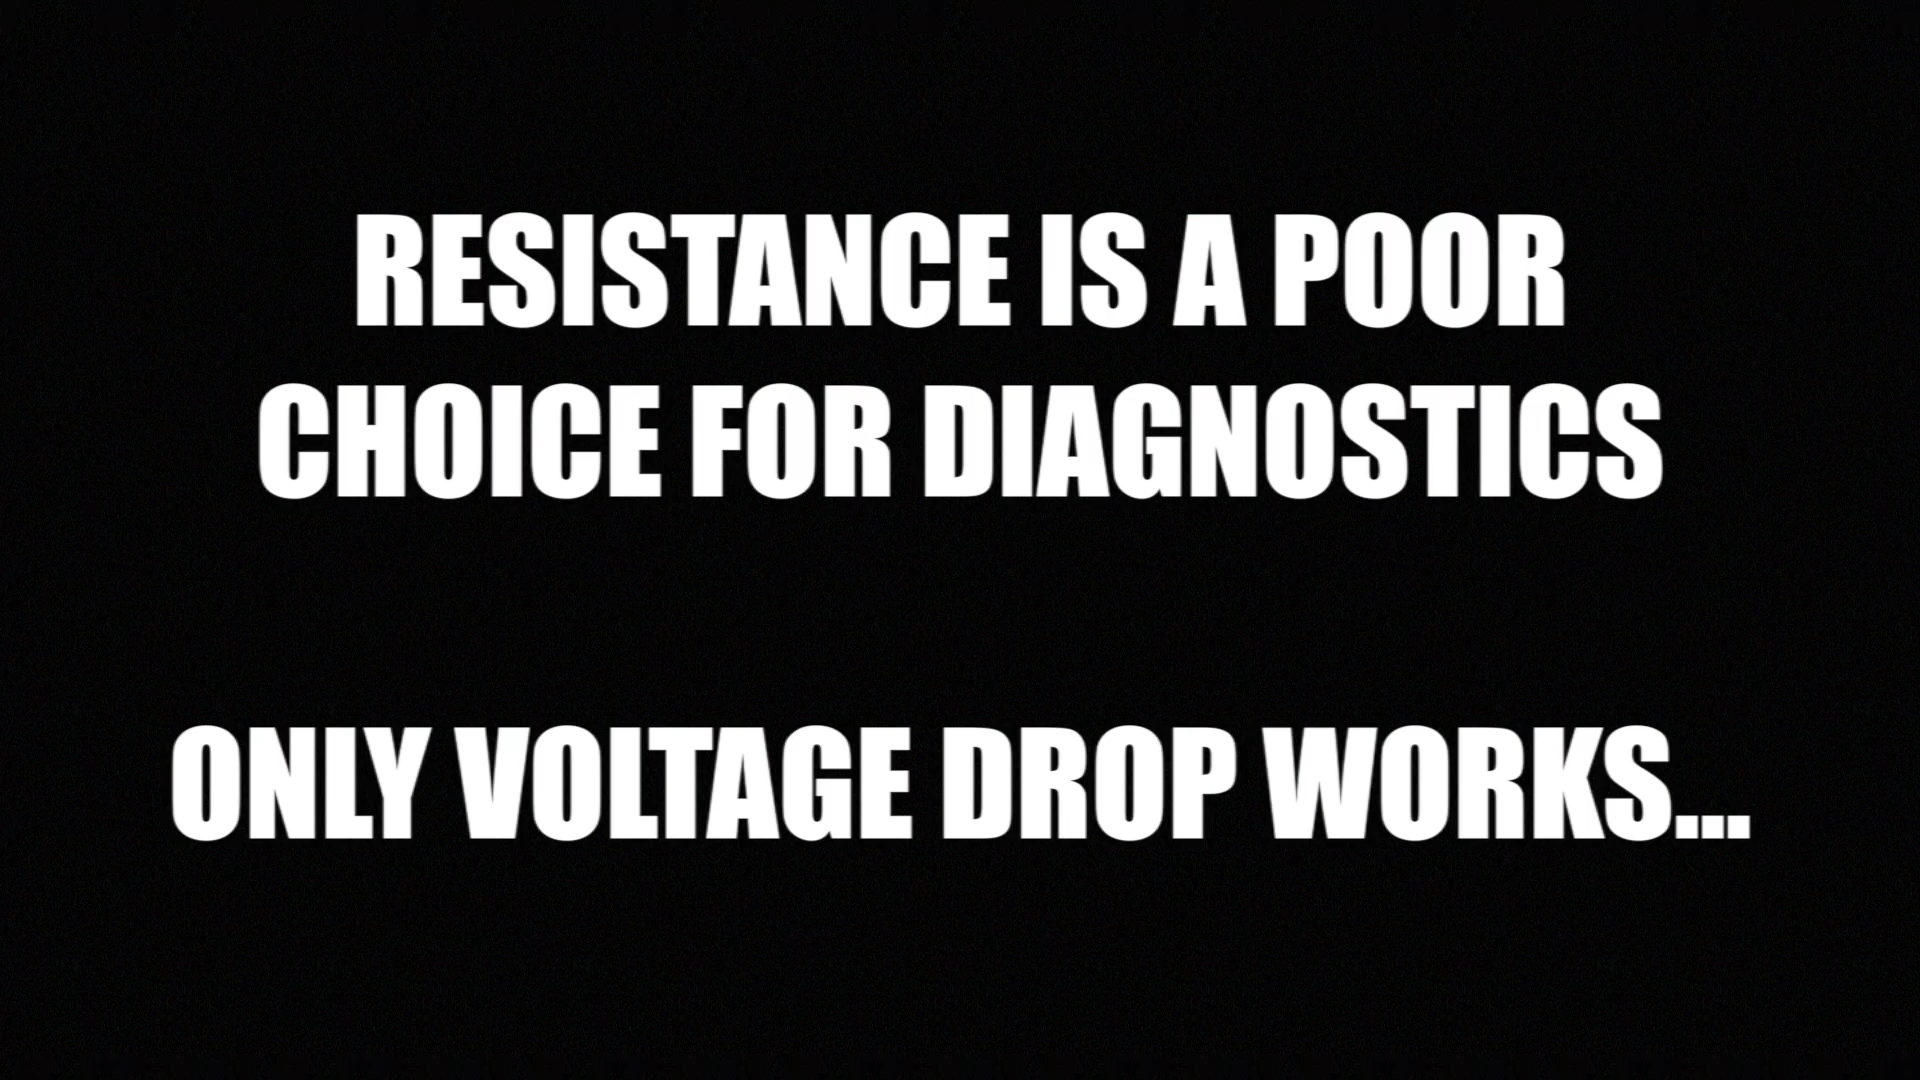 RESISTANCE IS A POOR
CHOICE FOR DIAGNOSTICS
ONLY VOLTAGE DROP WORKS...